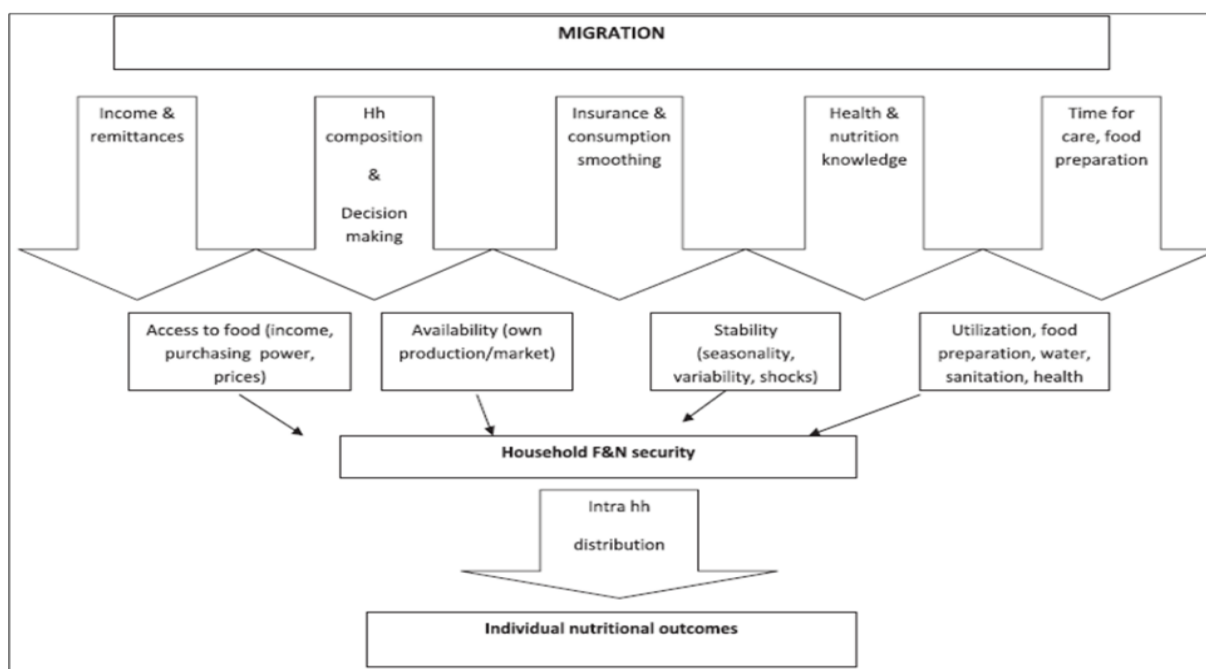 MIGRATION
Income &
remittances
Hh
composition
&
Decision
making
Insurance &
consumption
smoothing
Health &
nutrition
knowledge
Time for
care, food
preparation
Access to food (income,
purchasing power,
prices)
Availability (own
production/market)
Stability
(seasonality,
variability, shocks)
Utilization, food
preparation, water,
sanitation, health
Household F&N security
Intra hh
distribution
Individual nutritional outcomes